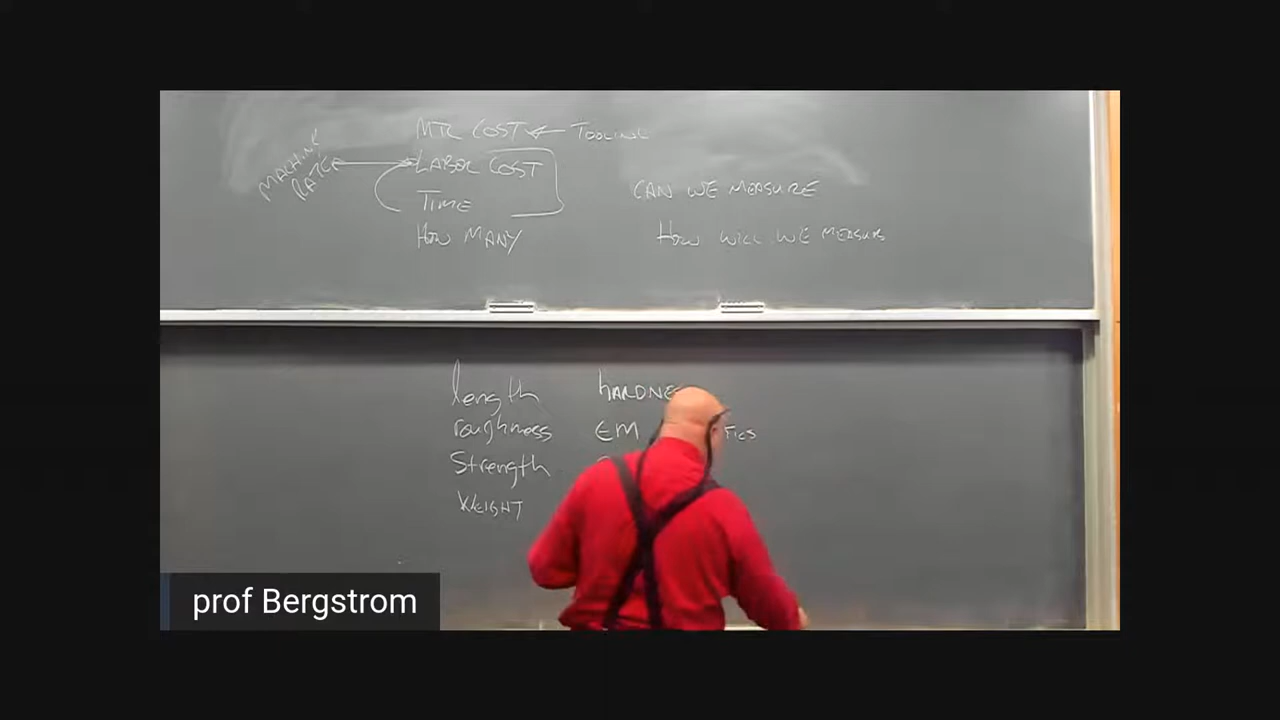 MTL COST ← TOOLING
MACHINE
RATE → LABOR COST
TIME
HOW MANY
CAN WE MEASURE
HOW WILL WE MEASURE
length
roughness
Strength
WEIGHT
EM
prof Bergstrom